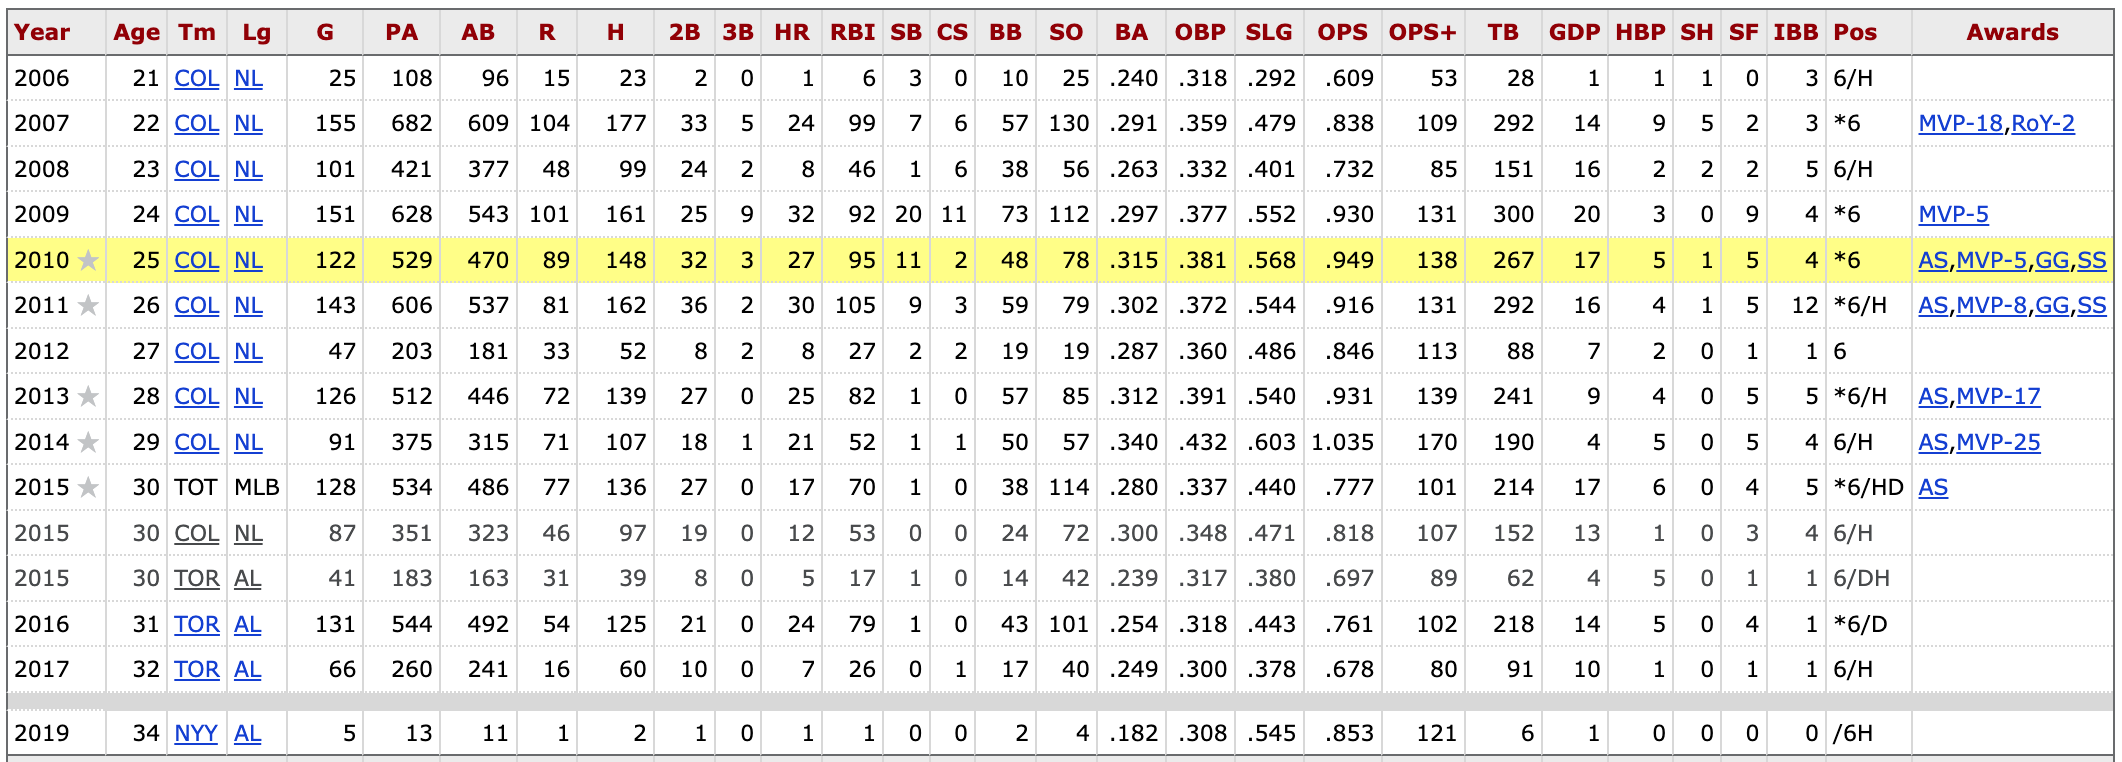 Year Age Tm Lg G PA AB R H 2B 3B HR RBI SB CS BB SO BA OBP SLG OPS OPS+ TB GDP HBP SH SF IBB Pos Awards
2006 21 COL NL 25 108 96 15 23 2 0 1 6 3 0 10 25 .240 .318 .292 .609 53 28 1 1 1 0 3 6/H
2007 22 COL NL 155 682 609 104 177 33 5 24 99 7 6 57 130 .291 .359 .479 .838 109 292 14 9 5 2 3 *6 MVP-18,RoY-2
2008 23 COL NL 101 421 377 48 99 24 2 8 46 1 6 38 56 .263 .332 .401 .732 85 151 16 2 2 2 5 6/H
2009 24 COL NL 151 628 543 101 161 25 9 32 92 20 11 73 112 .297 .377 .552 .930 131 300 20 3 0 9 4 *6 MVP-5
2010 ★ 25 COL NL 122 529 470 89 148 32 3 27 95 11 2 48 78 .315 .381 .568 .949 138 267 17 5 1 5 4 *6 AS,MVP-5,GG,SS
2011 ★ 26 COL NL 143 606 537 81 162 36 2 30 105 9 3 59 79 .302 .372 .544 .916 131 292 16 4 1 5 12 *6/H AS,MVP-8,GG,SS
2012 27 COL NL 47 203 181 33 52 8 2 8 27 2 2 19 19 .287 .360 .486 .846 113 88 7 2 0 1 1 6
2013 ★ 28 COL NL 126 512 446 72 139 27 0 25 82 1 0 57 85 .312 .391 .540 .931 139 241 9 4 0 5 5 *6/H AS,MVP-17
2014 ★ 29 COL NL 91 375 315 71 107 18 1 21 52 1 1 50 57 .340 .432 .603 1.035 170 190 4 5 0 5 4 6/H AS,MVP-25
2015 ★ 30 TOT MLB 128 534 486 77 136 27 0 17 70 1 0 38 114 .280 .337 .440 .777 101 214 17 6 0 4 5 *6/HD AS
2015 30 COL NL 87 351 323 46 97 19 0 12 53 0 0 24 72 .300 .348 .471 .818 107 152 13 1 0 3 4 6/H
2015 30 TOR AL 41 183 163 31 39 8 0 5 17 1 0 14 42 .239 .317 .380 .697 89 62 4 5 0 1 1 6/DH
2016 31 TOR AL 131 544 492 54 125 21 0 24 79 1 0 43 101 .254 .318 .443 .761 102 218 14 5 0 4 1 *6/D
2017 32 TOR AL 66 260 241 16 60 10 0 7 26 0 1 17 40 .249 .300 .378 .678 80 91 10 1 0 1 1 6/H
2019 34 NYY AL 5 13 11 1 2 1 0 1 1 0 0 2 4 .182 .308 .545 .853 121 6 1 0 0 0 0 /6H